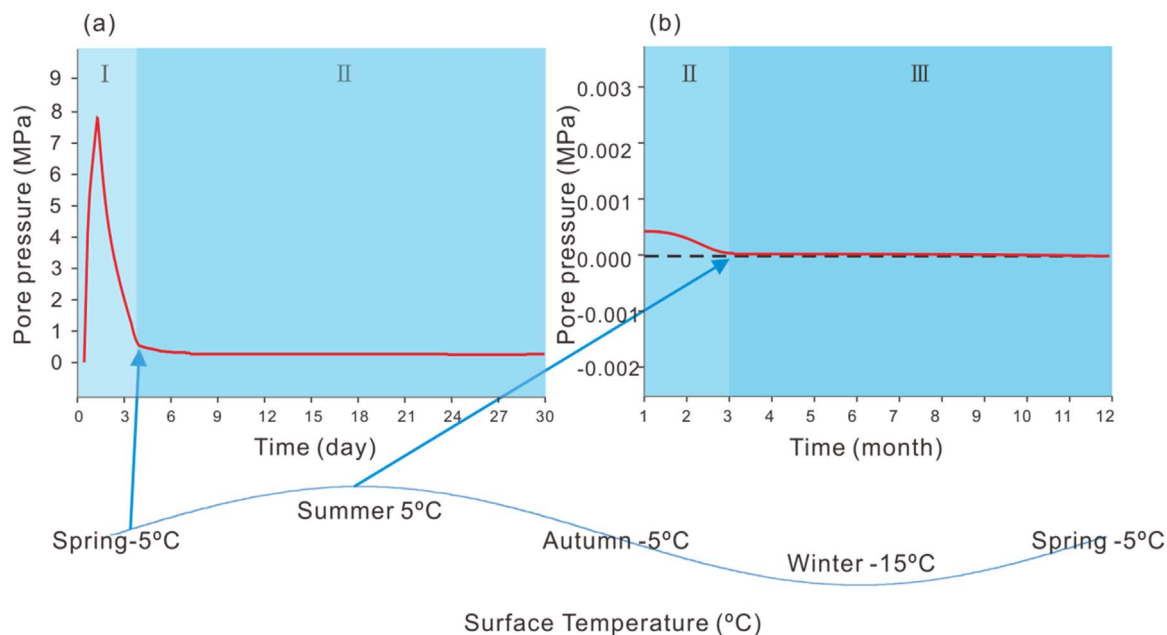 (a)
(b)
Pore pressure (MPa)
9
8
7
6
5
4
3
2
1
0
I
II
0
3
6
9
12
15
18
21
24
27
30
Time (day)
Pore pressure (MPa)
0.003
0.002
0.001
0.000
-0.001
-0.002
II
III
1
2
3
4
5
6
7
8
9
10
11
12
Time (month)
Spring-5ºC
Summer 5ºC
Autumn -5ºC
Winter -15ºC
Spring -5ºC
Surface Temperature (ºC)